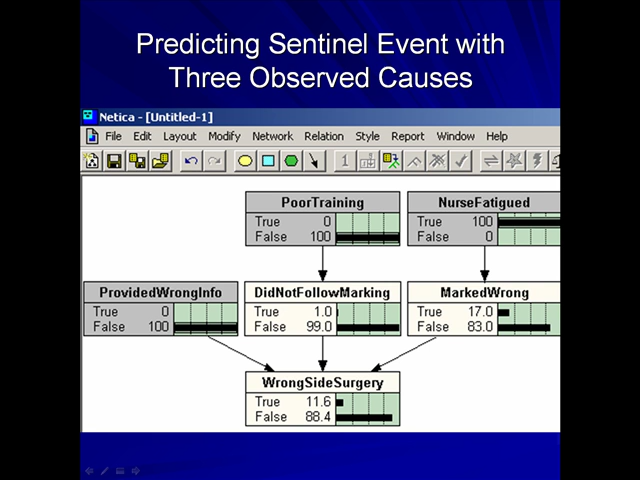 Predicting Sentinel Event with
Three Observed Causes
Netica - [Untitled-1]
File Edit Layout Modify Network Relation Style Report Window Help
1
PoorTraining
True 0
False 100
NurseFatigued
True 100
False 0
ProvidedWrongInfo
True 0
False 100
DidNotFollowMarking
True 1.0
False 99.0
MarkedWrong
True 17.0
False 83.0
WrongSideSurgery
True 11.6
False 88.4